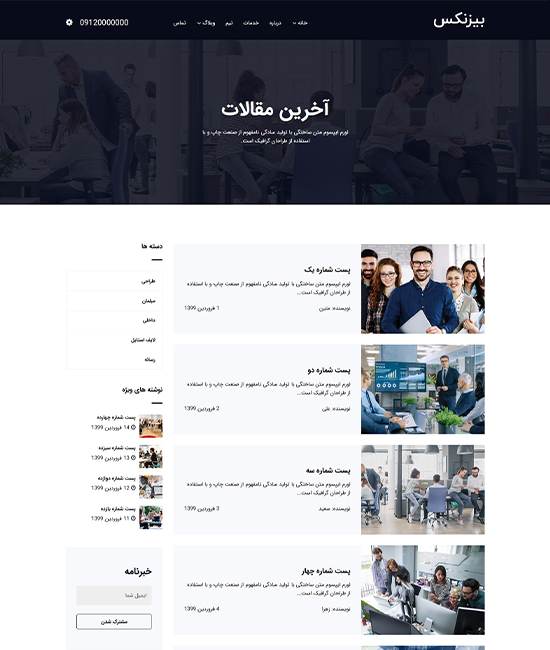 بیزنکس
خانه
درباره
خدمات
تیم
وبلاگ
تماس
09120000000
آخرین مقالات
لورم ایپسوم متن ساختگی با تولید سادگی نامفهوم از صنعت چاپ و با
استفاده از طراحان گرافیک است.
پست شماره یک
لورم ایپسوم متن ساختگی با تولید سادگی نامفهوم از صنعت چاپ و با استفاده
از طراحان گرافیک است...
نویسنده: متین
1 فروردین 1399
پست شماره دو
لورم ایپسوم متن ساختگی با تولید سادگی نامفهوم از صنعت چاپ و با استفاده
از طراحان گرافیک است...
نویسنده: علی
2 فروردین 1399
پست شماره سه
لورم ایپسوم متن ساختگی با تولید سادگی نامفهوم از صنعت چاپ و با استفاده
از طراحان گرافیک است...
نویسنده: سعید
3 فروردین 1399
پست شماره چهار
لورم ایپسوم متن ساختگی با تولید سادگی نامفهوم از صنعت چاپ و با استفاده
از طراحان گرافیک است...
نویسنده: زهرا
4 فروردین 1399
دسته ها
طراحی
مبلمان
داخلی
لایف استایل
رسانه
نوشته های ویژه
پست شماره چهارده
14 فروردین 1399
پست شماره سیزده
13 فروردین 1399
پست شماره دوازده
12 فروردین 1399
پست شماره یازده
11 فروردین 1399
خبرنامه
ایمیل شما
مشترک شدن